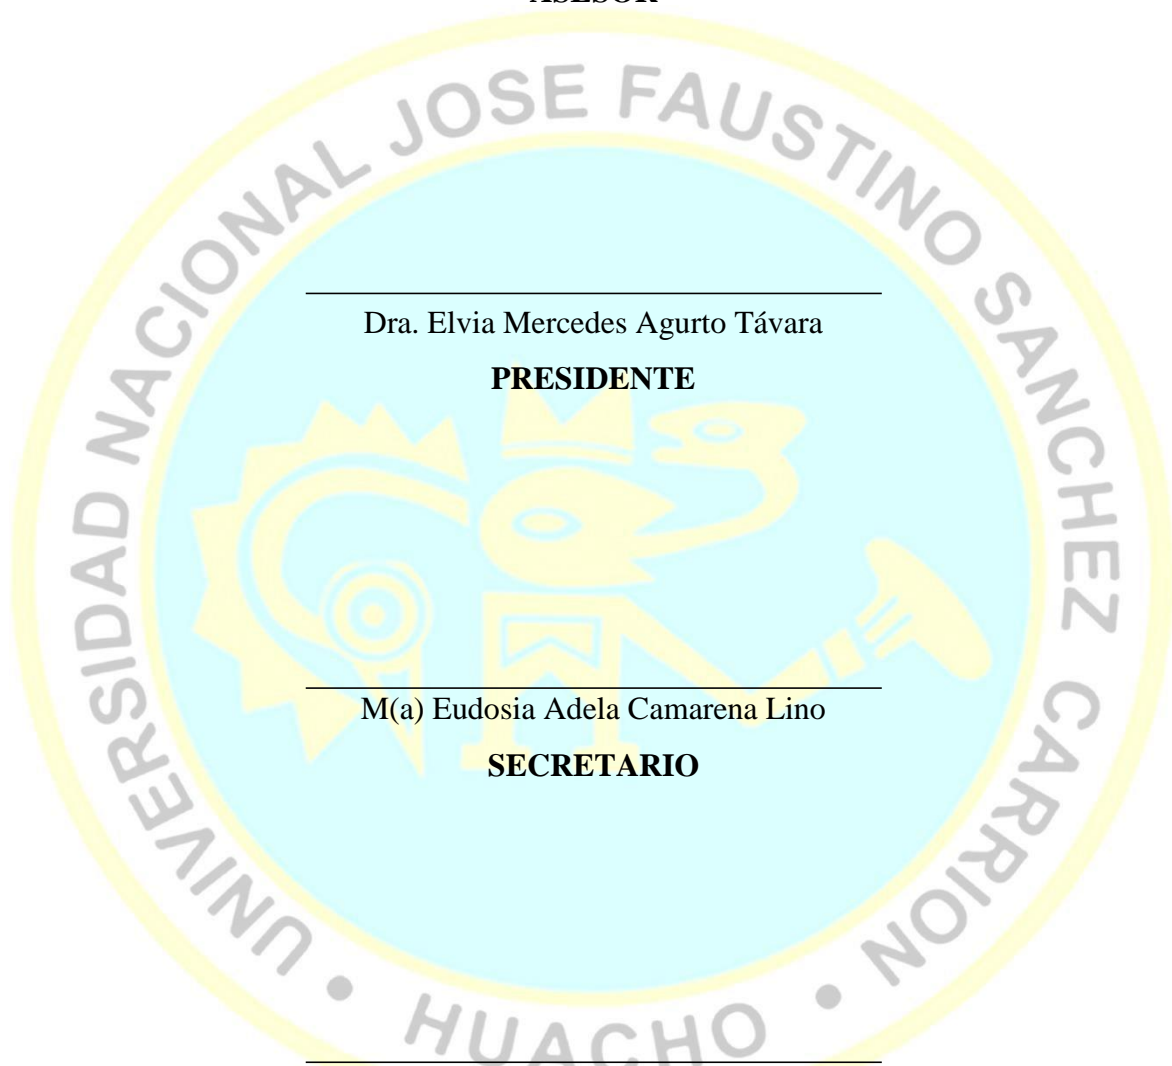 ASESOR
UNIVERSIDAD NACIONAL JOSE FAUSTINO SANCHEZ CARRION
Dra. Elvia Mercedes Agurto Távara
PRESIDENTE
M(a) Eudosia Adela Camarena Lino
SECRETARIO
• HUACHO •